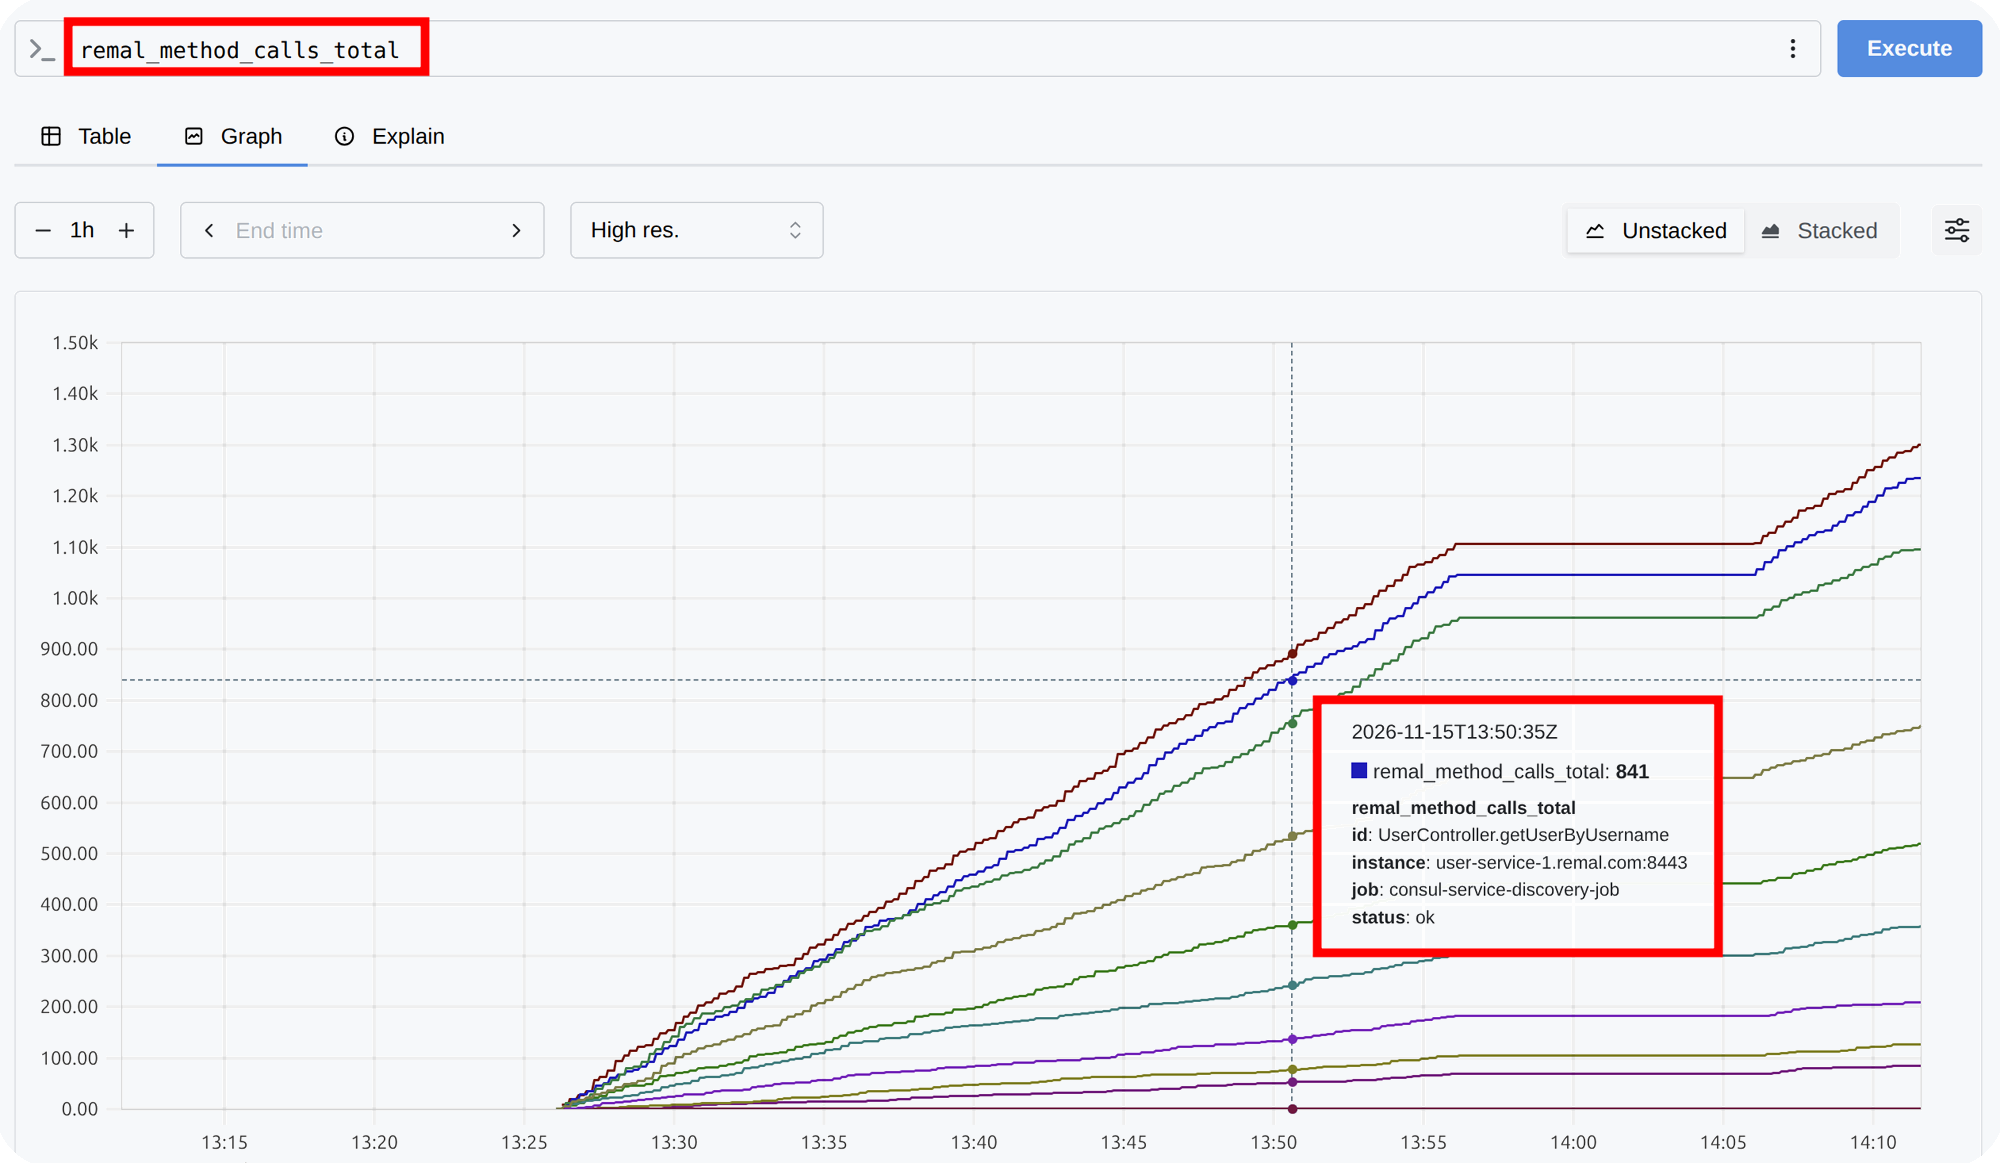 >_ remal_method_calls_total
Execute
Table Graph Explain
− 1h + End time High res. Unstacked Stacked
1.50k
1.40k
1.30k
1.20k
1.10k
1.00k
900.00
800.00
700.00
600.00
500.00
400.00
300.00
200.00
100.00
0.00
2026-11-15T13:50:35Z
remal_method_calls_total: 841
remal_method_calls_total
id: UserController.getUserByUsername
instance: user-service-1.remal.com:8443
job: consul-service-discovery-job
status: ok
13:15 13:20 13:25 13:30 13:35 13:40 13:45 13:50 13:55 14:00 14:05 14:10